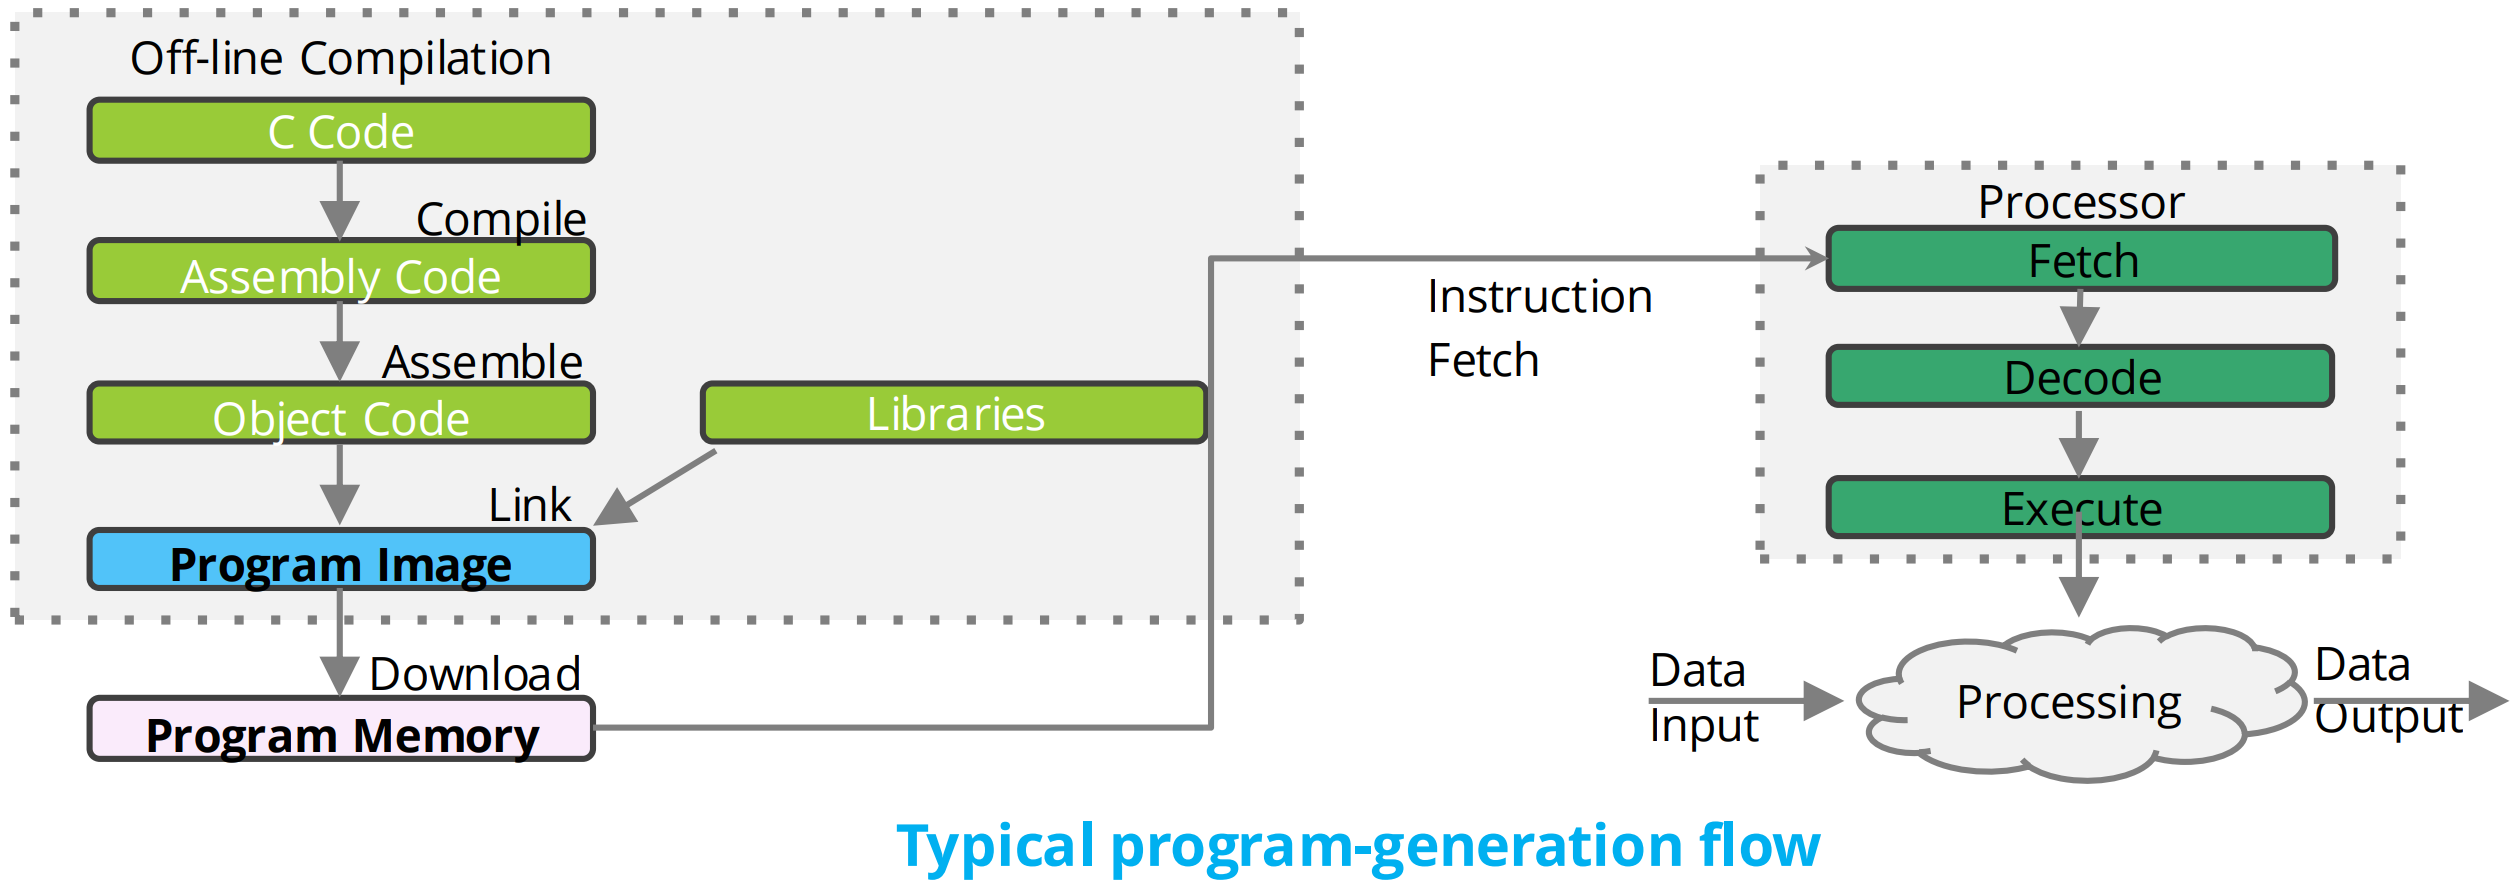 Off-line Compilation
C Code
Compile
Assembly Code
Assemble
Object Code
Libraries
Link
Program Image
Download
Program Memory
Instruction
Fetch
Processor
Fetch
Decode
Execute
Data
Input
Processing
Data
Output
Typical program-generation flow